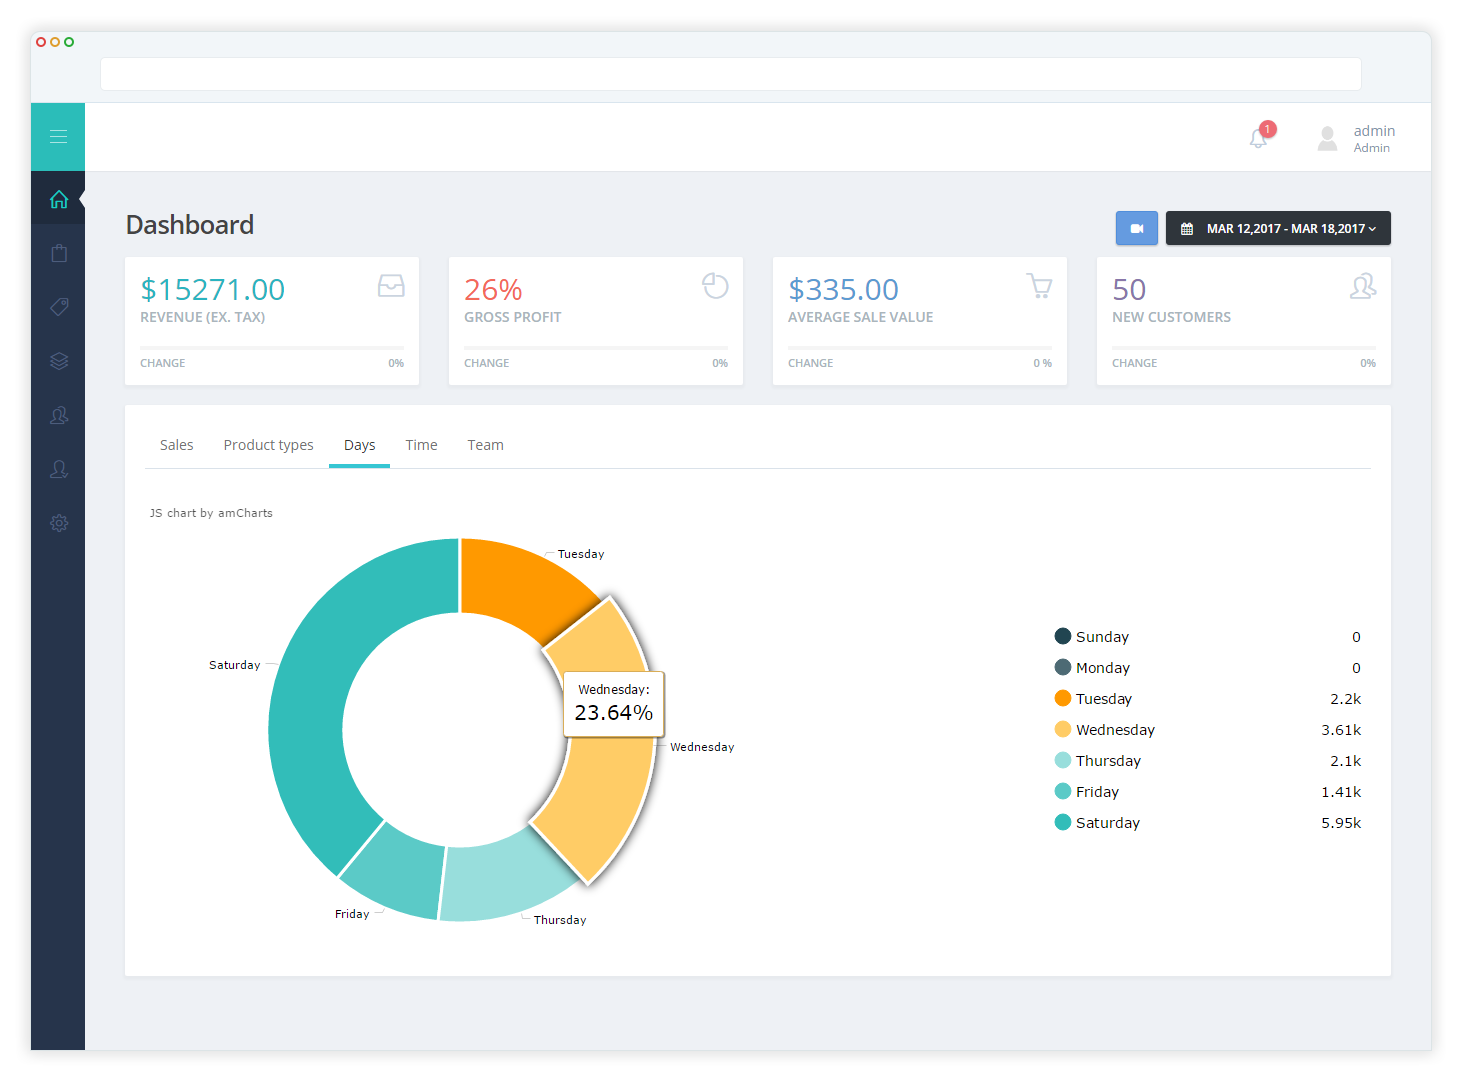 1
admin
Admin
Dashboard
MAR 12,2017 - MAR 18,2017
$15271.00
REVENUE (EX. TAX)
CHANGE 0%
26%
GROSS PROFIT
CHANGE 0%
$335.00
AVERAGE SALE VALUE
CHANGE 0 %
50
NEW CUSTOMERS
CHANGE 0%
Sales Product types Days Time Team
JS chart by amCharts
Tuesday
Saturday
Wednesday:
23.64%
Wednesday
Friday
Thursday
Sunday 0
Monday 0
Tuesday 2.2k
Wednesday 3.61k
Thursday 2.1k
Friday 1.41k
Saturday 5.95k